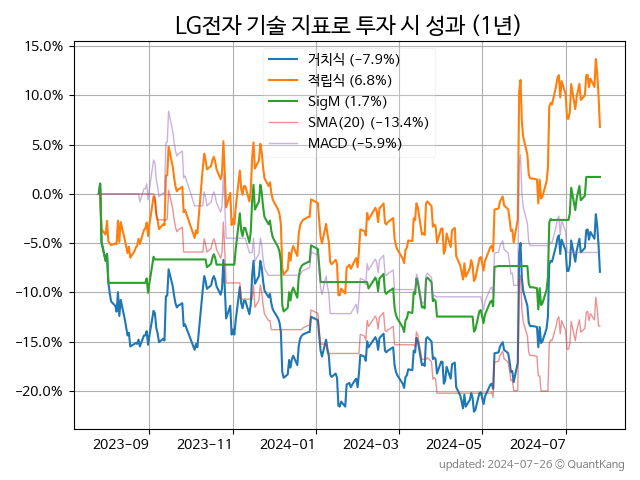 LG전자 기술 지표로 투자 시 성과 (1년)
15.0%
10.0%
5.0%
0.0%
−5.0%
−10.0%
−15.0%
−20.0%
거치식 (−7.9%)
적립식 (6.8%)
SigM (1.7%)
SMA(20) (−13.4%)
MACD (−5.9%)
2023−09
2023−11
2024−01
2024−03
2024−05
2024−07
updated: 2024-07-26 © QuantKang